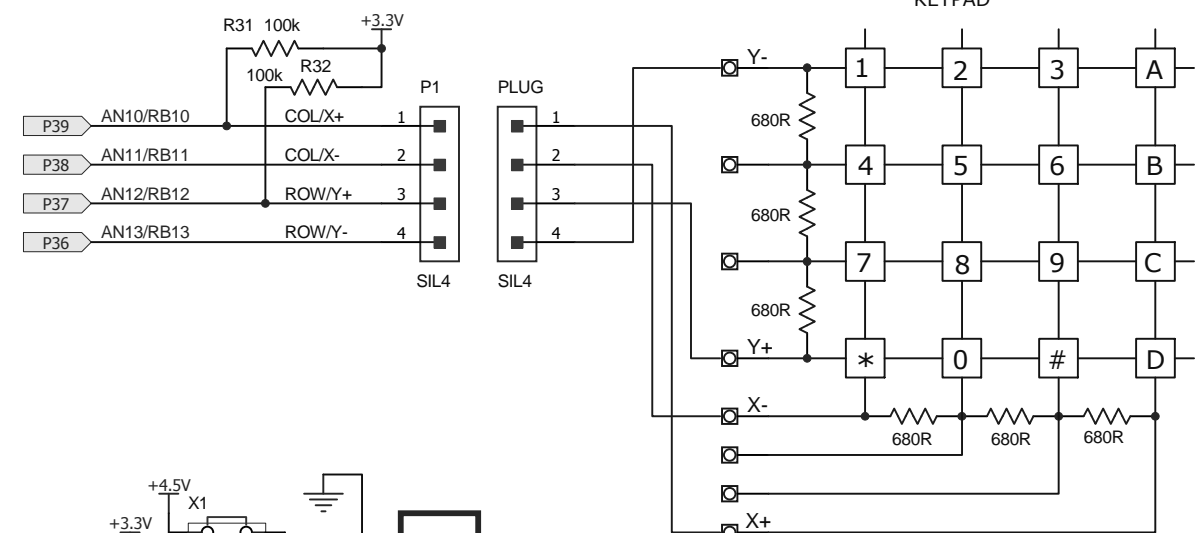 KEYPAD
R31 100k +3.3V
100k R32
P1 PLUG
Y- 1 2 3 A
P39 AN10/RB10 COL/X+ 1 1
680R
P38 AN11/RB11 COL/X- 2 2
4 5 6 B
P37 AN12/RB12 ROW/Y+ 3 3
680R
P36 AN13/RB13 ROW/Y- 4 4
7 8 9 C
SIL4 SIL4
680R
Y+ * 0 # D
X-
680R 680R 680R
+4.5V
X1
+3.3V
X+